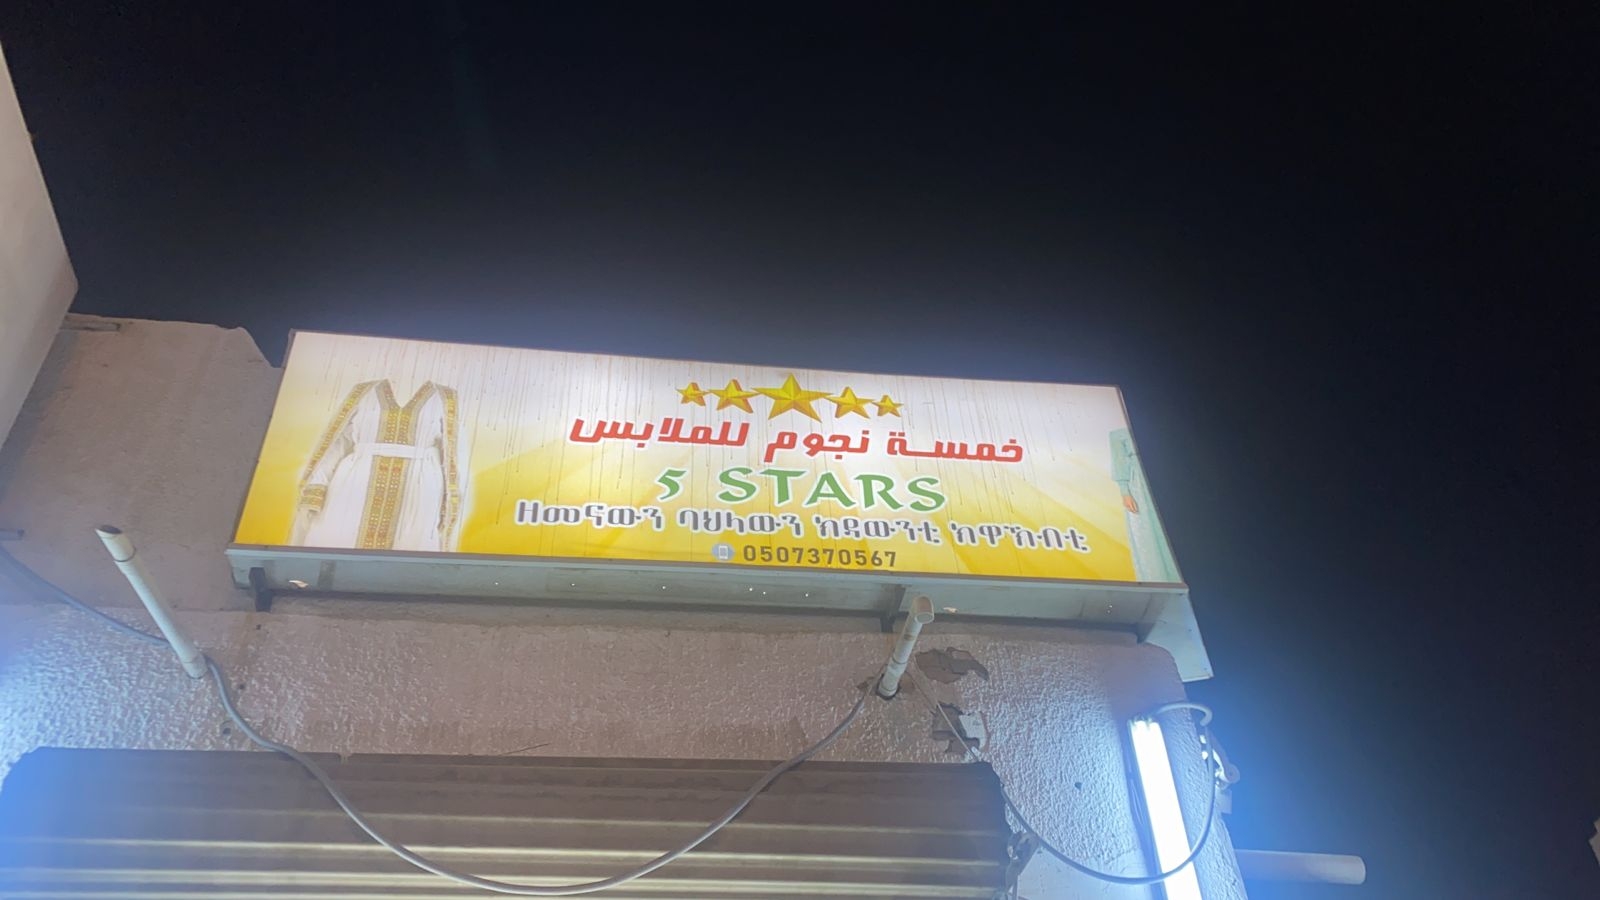 خمسة نجوم للملابس
5 STARS
ዘመናውን ባህላውን ክዳውንቲ ክዋኽብቲ
0507370567